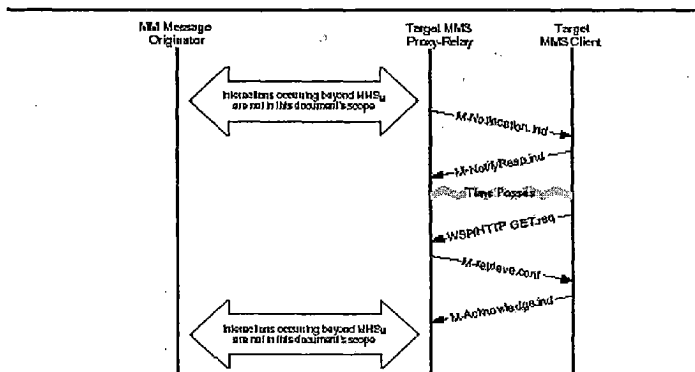 MM Message
Originator
Target MMS
Proxy-Relay
Target
MMS Client
Interactions occurring beyond MMSM
are not in this document's scope
M-Notification.ind
M-NotifyResp.ind
Time Passes
WSP/HTTP GET.req
M-retrieve.conf
M-Acknowledge.ind
Interactions occurring beyond MMSM
are not in this document's scope